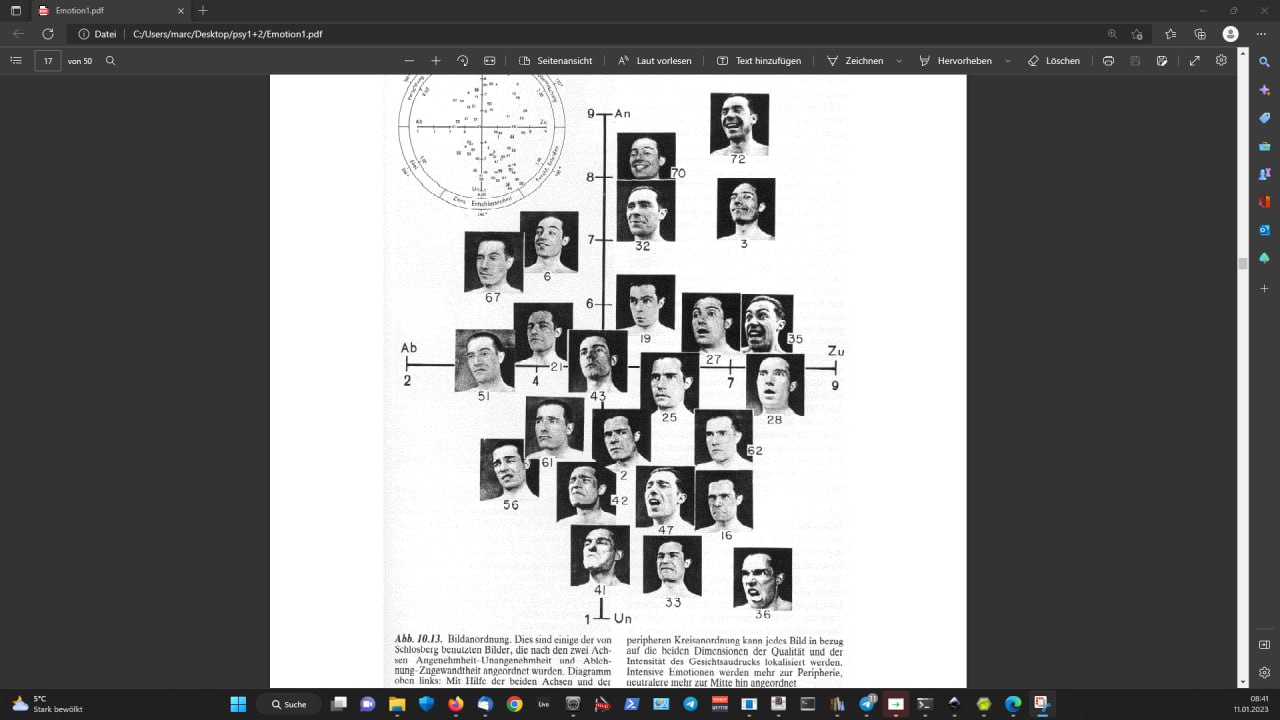 Emotion1.pdf
Datei
C:/Users/marc/Desktop/psy1+2/Emotion1.pdf
17 von 50
Seitenansicht
Laut vorlesen
Text hinzufügen
Zeichnen
Hervorheben
Löschen
Ab
Zu
Un
Entschlossenheit
9 An
72
70
8
32
3
7
6
67
6
19
35
27
Ab
Zu
21
2
4
7
9
51
43
25
28
62
61
2
56
42
47
16
41
33
36
1 Un
Abb. 10.13. Bildanordnung. Dies sind einige der von
Schlosberg benutzten Bilder, die nach den zwei Ach-
sen Angenehmheit–Unangenehmheit und Ableh-
nung–Zugewandtheit angeordnet wurden. Diagramm
oben links: Mit Hilfe der beiden Achsen und der
peripheren Kreisanordnung kann jedes Bild in bezug
auf die beiden Dimensionen der Qualität und der
Intensität des Gesichtsaudrucks lokalisiert werden.
Intensive Emotionen werden mehr zur Peripherie,
neutralere mehr zur Mitte hin angeordnet
5°C
Stark bewölkt
Suche
Live
08:41
11.01.2023